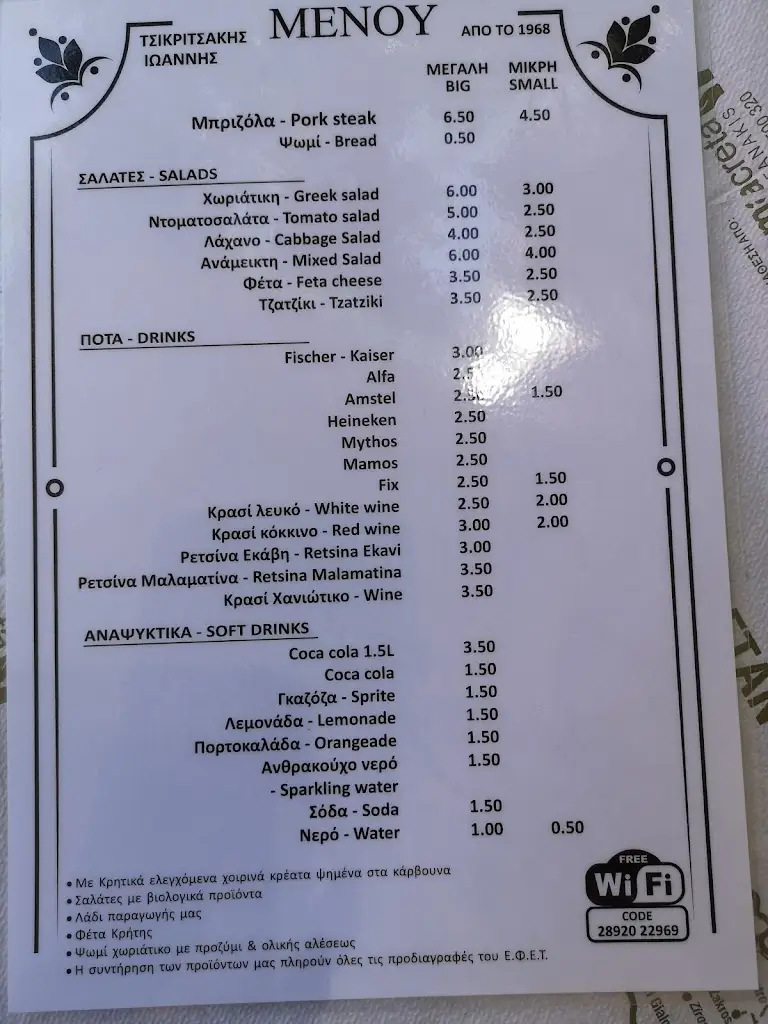 ΤΣΙΚΡΙΤΣΑΚΗΣ
ΙΩΑΝΝΗΣ
ΜΕΝΟΥ
ΑΠΟ ΤΟ 1968
ΜΕΓΑΛΗ ΜΙΚΡΗ
BIG SMALL
Μπριζόλα - Pork steak 6.50 4.50
Ψωμί - Bread 0.50
ΣΑΛΑΤΕΣ - SALADS
Χωριάτικη - Greek salad 6.00 3.00
Ντοματοσαλάτα - Tomato salad 5.00 2.50
Λάχανο - Cabbage Salad 4.00 2.50
Ανάμεικτη - Mixed Salad 6.00 4.00
Φέτα - Feta cheese 3.50 2.50
Τζατζίκι - Tzatziki 3.50 2.50
ΠΟΤΑ - DRINKS
Fischer - Kaiser 3.00
Alfa
Amstel 1.50
Heineken 2.50
Mythos 2.50
Mamos 2.50
Fix 2.50 1.50
Κρασί λευκό - White wine 2.50 2.00
Κρασί κόκκινο - Red wine 3.00 2.00
Ρετσίνα Εκάβη - Retsina Ekavi 3.00
Ρετσίνα Μαλαματίνα - Retsina Malamatina 3.50
Κρασί Χανιώτικο - Wine 3.50
ΑΝΑΨΥΚΤΙΚΑ - SOFT DRINKS
Coca cola 1.5L 3.50
Coca cola 1.50
Γκαζόζα - Sprite 1.50
Λεμονάδα - Lemonade 1.50
Πορτοκαλάδα - Orangeade 1.50
Ανθρακούχο νερό 1.50
- Sparkling water
Σόδα - Soda 1.50
Νερό - Water 1.00 0.50
• Με Κρητικά ελεγχόμενα χοιρινά κρέατα ψημένα στα κάρβουνα
• Σαλάτες με βιολογικά προϊόντα
• Λάδι παραγωγής μας
• Φέτα Κρήτης
• Ψωμί χωριάτικο με προζύμι & ολικής αλέσεως
• Η συντήρηση των προϊόντων μας πληρούν όλες τις προδιαγραφές του Ε.Φ.Ε.Τ.
FREE
Wi Fi
CODE
28920 22969